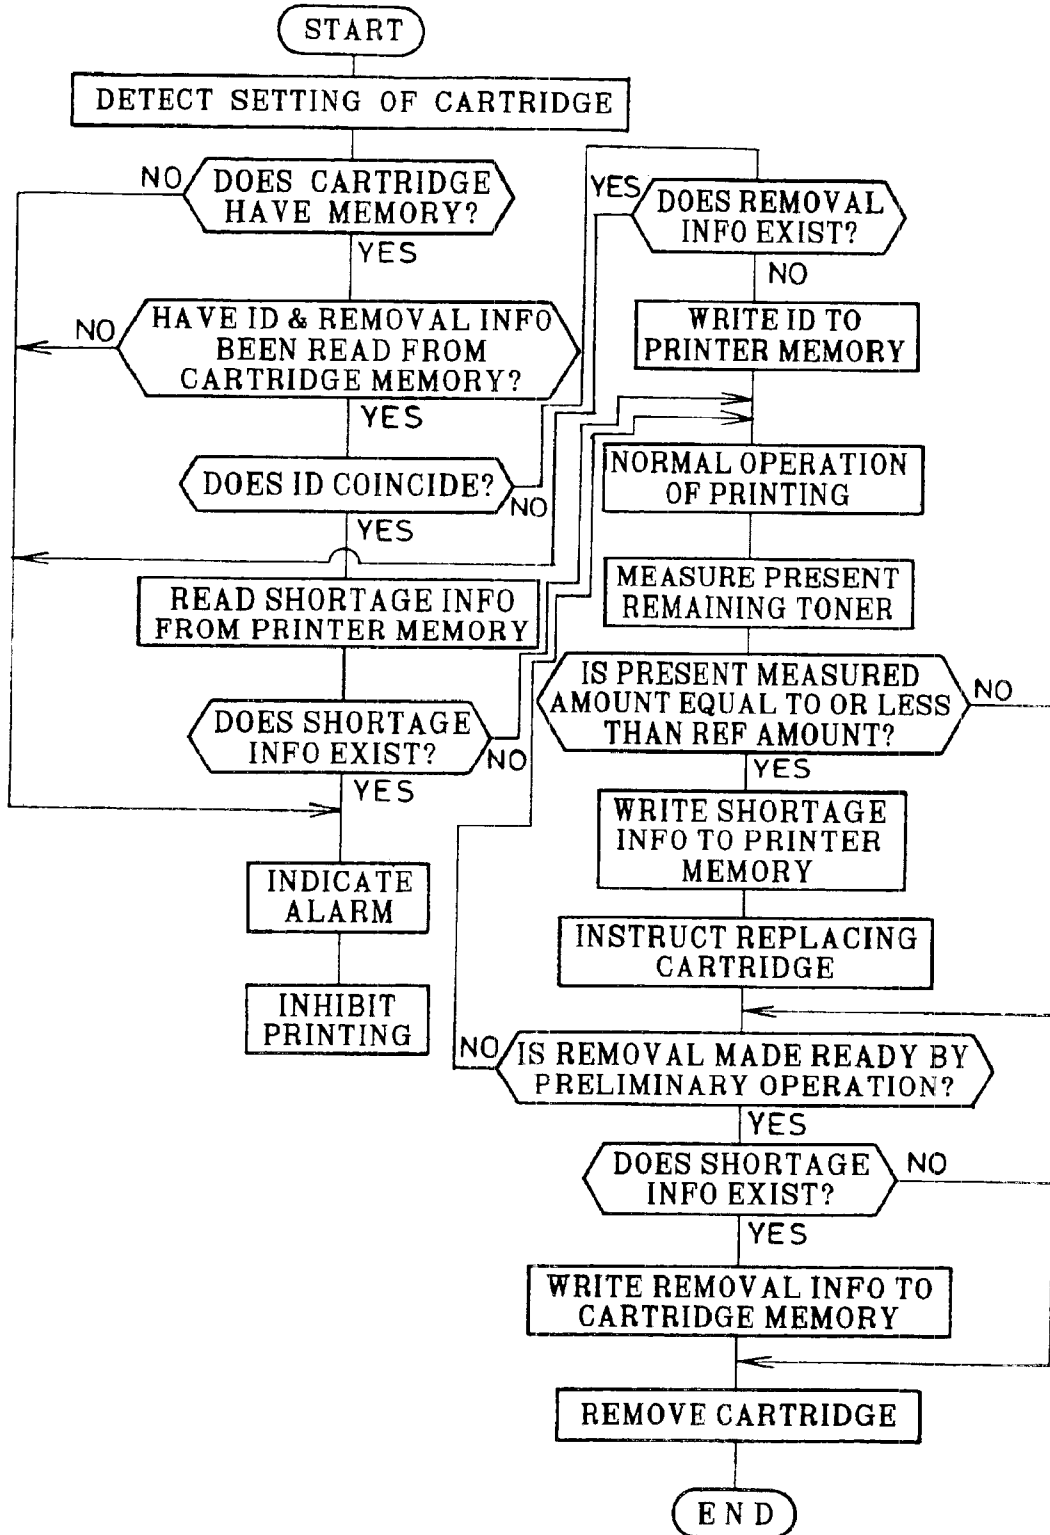 START
DETECT SETTING OF CARTRIDGE
NO
DOES CARTRIDGE
HAVE MEMORY?
YES
NO
HAVE ID & REMOVAL INFO
BEEN READ FROM
CARTRIDGE MEMORY?
YES
DOES ID COINCIDE?
NO
YES
READ SHORTAGE INFO
FROM PRINTER MEMORY
DOES SHORTAGE
INFO EXIST?
NO
YES
INDICATE
ALARM
INHIBIT
PRINTING
YES
DOES REMOVAL
INFO EXIST?
NO
WRITE ID TO
PRINTER MEMORY
NORMAL OPERATION
OF PRINTING
MEASURE PRESENT
REMAINING TONER
IS PRESENT MEASURED
AMOUNT EQUAL TO OR LESS
THAN REF AMOUNT?
NO
YES
WRITE SHORTAGE
INFO TO PRINTER
MEMORY
INSTRUCT REPLACING
CARTRIDGE
NO
IS REMOVAL MADE READY BY
PRELIMINARY OPERATION?
YES
DOES SHORTAGE
INFO EXIST?
NO
YES
WRITE REMOVAL INFO TO
CARTRIDGE MEMORY
REMOVE CARTRIDGE
END